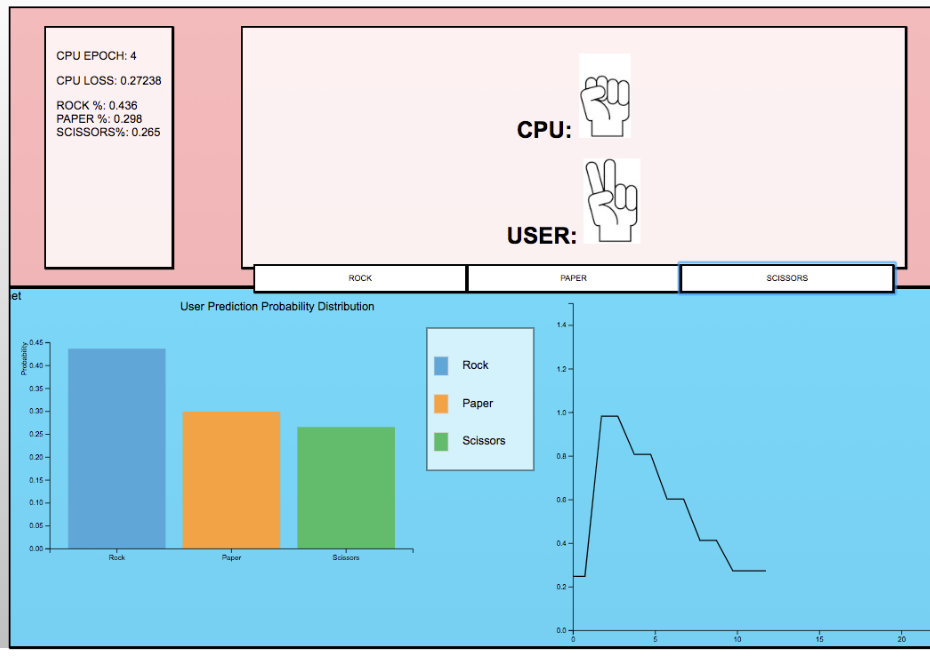 CPU EPOCH: 4
CPU LOSS: 0.27238
ROCK %: 0.436
PAPER %: 0.298
SCISSORS%: 0.265
CPU:
USER:
ROCK PAPER SCISSORS
et
User Prediction Probability Distribution
Probability
0.45
0.40
0.35
0.30
0.25
0.20
0.15
0.10
0.05
0.00
Rock Paper Scissors
Rock
Paper
Scissors
1.4
1.2
1.0
0.8
0.6
0.4
0.2
0.0
0 5 10 15 20